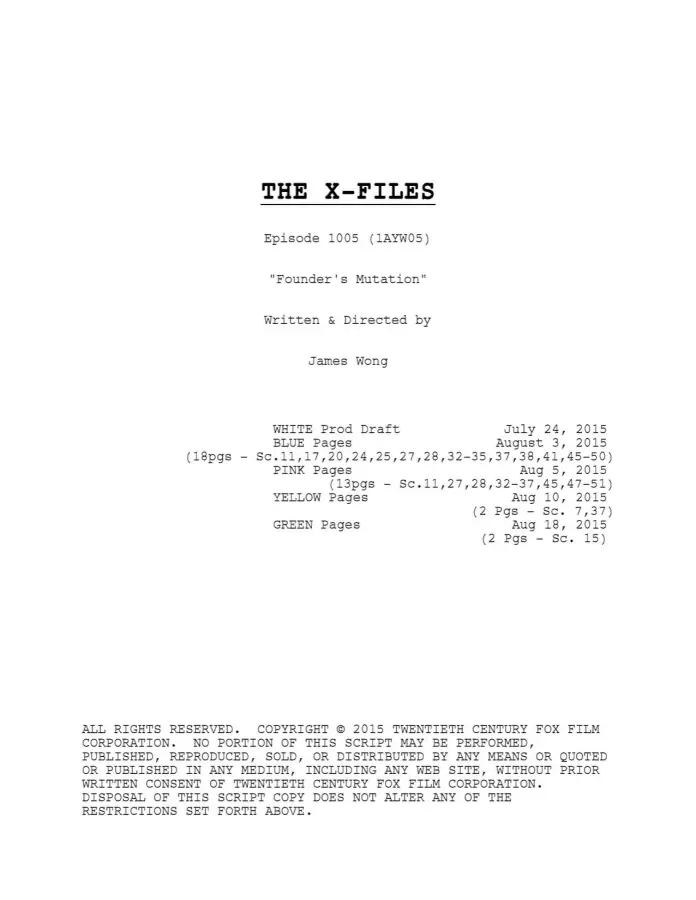 THE X-FILES
Episode 1005 (1AYW05)
"Founder's Mutation"
Written & Directed by
James Wong
WHITE Prod Draft July 24, 2015
BLUE Pages August 3, 2015
(18pgs - Sc.11,17,20,24,25,27,28,32-35,37,38,41,45-50)
PINK Pages Aug 5, 2015
(13pgs - Sc.11,27,28,32-37,45,47-51)
YELLOW Pages Aug 10, 2015
(2 Pgs - Sc. 7,37)
GREEN Pages Aug 18, 2015
(2 Pgs - Sc. 15)
ALL RIGHTS RESERVED. COPYRIGHT © 2015 TWENTIETH CENTURY FOX FILM
CORPORATION. NO PORTION OF THIS SCRIPT MAY BE PERFORMED,
PUBLISHED, REPRODUCED, SOLD, OR DISTRIBUTED BY ANY MEANS OR QUOTED
OR PUBLISHED IN ANY MEDIUM, INCLUDING ANY WEB SITE, WITHOUT PRIOR
WRITTEN CONSENT OF TWENTIETH CENTURY FOX FILM CORPORATION.
DISPOSAL OF THIS SCRIPT COPY DOES NOT ALTER ANY OF THE
RESTRICTIONS SET FORTH ABOVE.